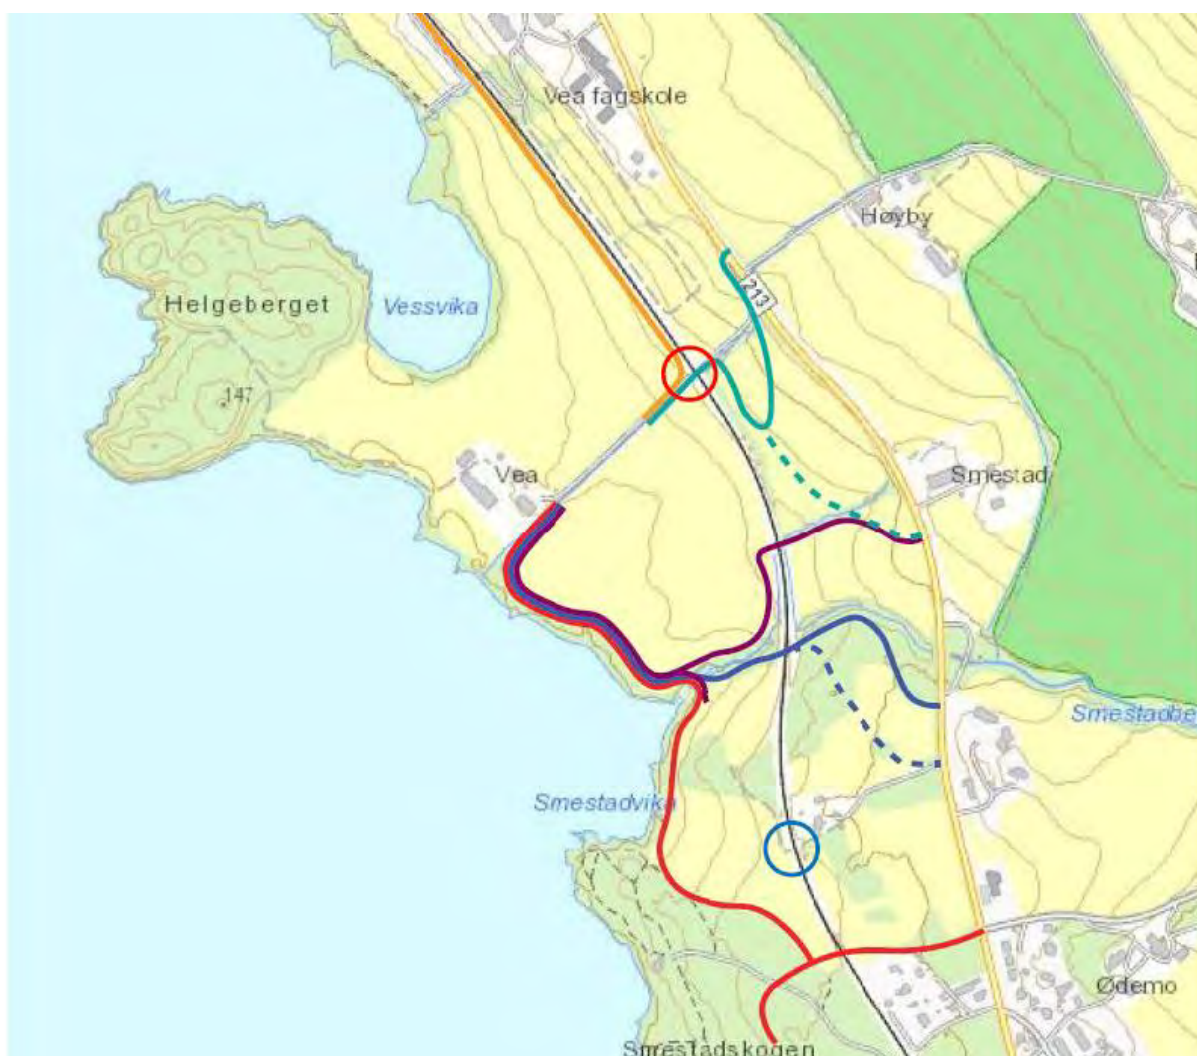 Vea fagskole
Høyby
213
Helgeberget
Vessvika
147
Vea
Smestad
Smestadbe
Smestadvika
Ødemo
Smestadskogen